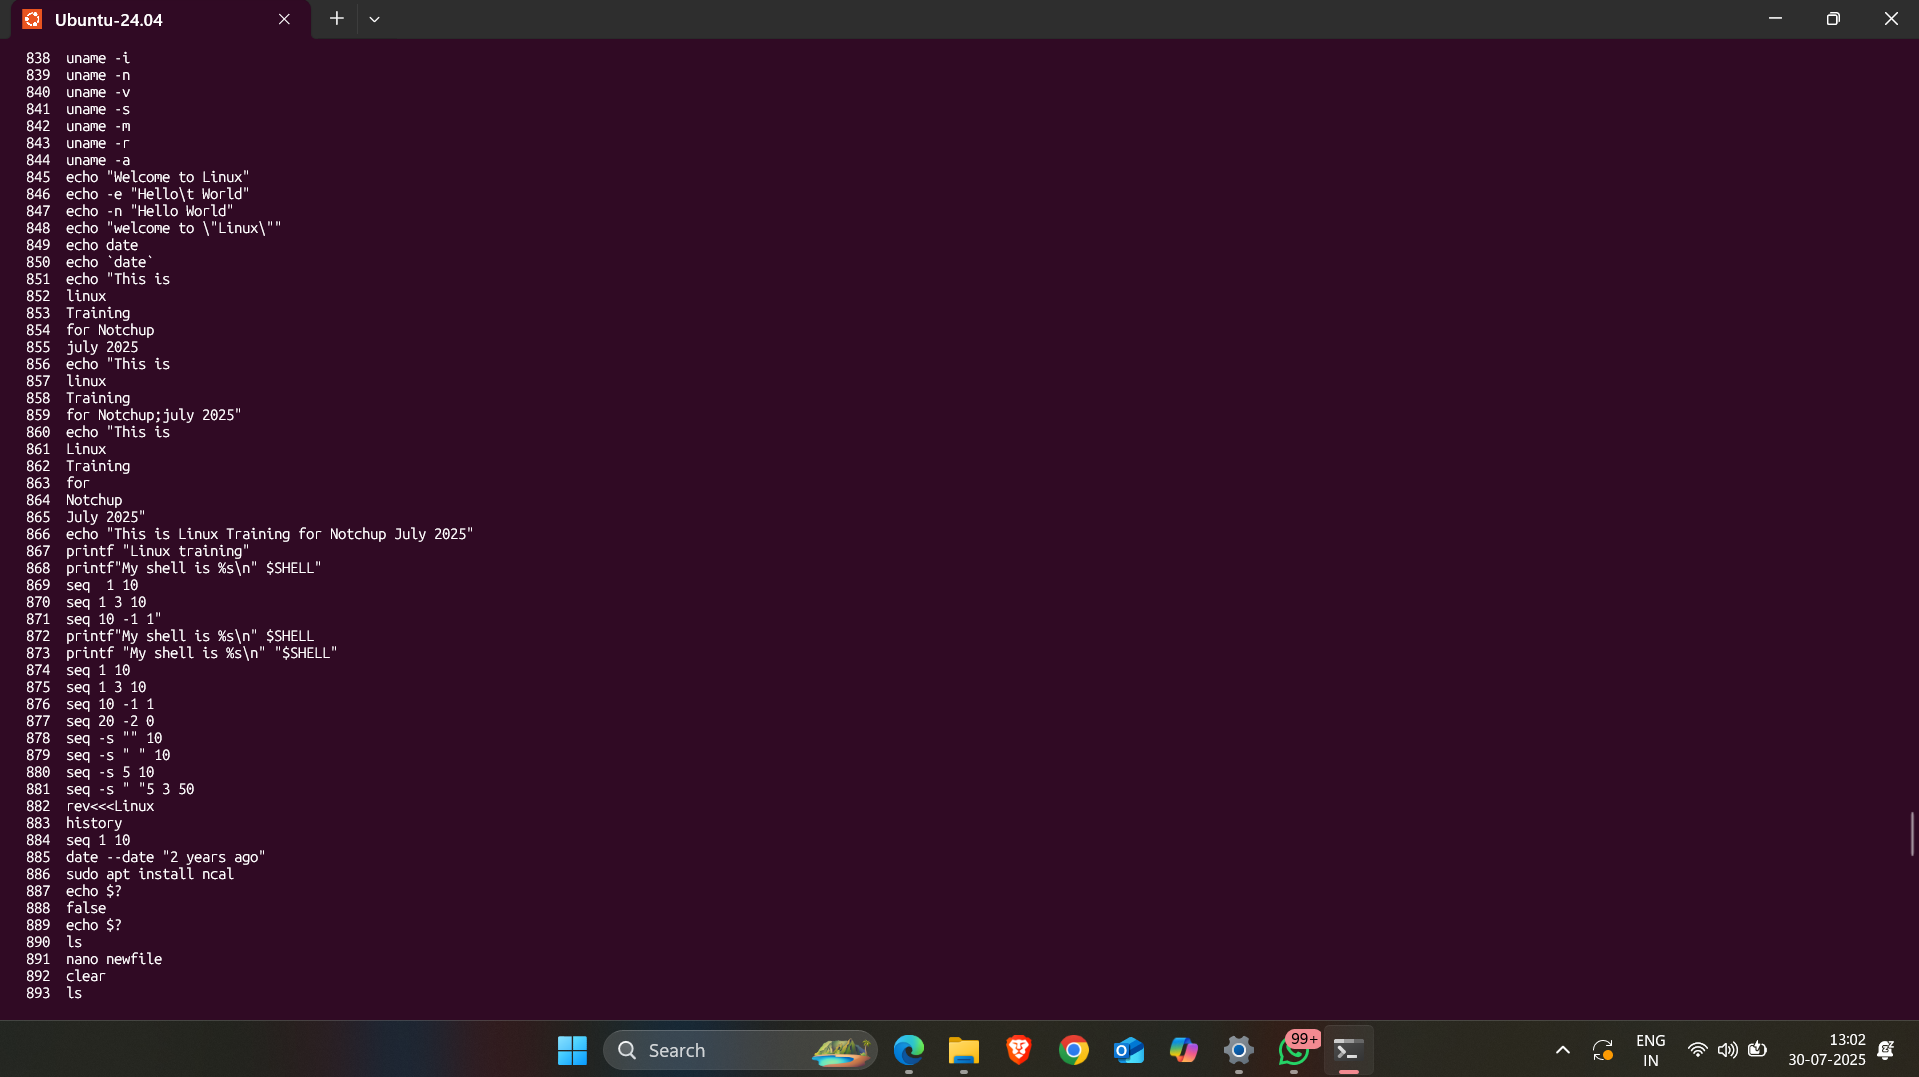 Ubuntu-24.04
838 uname -i
839 uname -n
840 uname -v
841 uname -s
842 uname -m
843 uname -r
844 uname -a
845 echo "Welcome to Linux"
846 echo -e "Hello\t World"
847 echo -n "Hello World"
848 echo "welcome to \"Linux\""
849 echo date
850 echo `date`
851 echo "This is
852 linux
853 Training
854 for Notchup
855 july 2025
856 echo "This is
857 linux
858 Training
859 for Notchup;july 2025"
860 echo "This is
861 Linux
862 Training
863 for
864 Notchup
865 July 2025"
866 echo "This is Linux Training for Notchup July 2025"
867 printf "Linux training"
868 printf"My shell is %s\n" $SHELL"
869 seq  1 10
870 seq 1 3 10
871 seq 10 -1 1"
872 printf"My shell is %s\n" $SHELL
873 printf "My shell is %s\n" "$SHELL"
874 seq 1 10
875 seq 1 3 10
876 seq 10 -1 1
877 seq 20 -2 0
878 seq -s "" 10
879 seq -s " " 10
880 seq -s 5 10
881 seq -s " "5 3 50
882 rev<<<Linux
883 history
884 seq 1 10
885 date --date "2 years ago"
886 sudo apt install ncal
887 echo $?
888 false
889 echo $?
890 ls
891 nano newfile
892 clear
893 ls
Search
99+
ENG
IN
13:02
30-07-2025